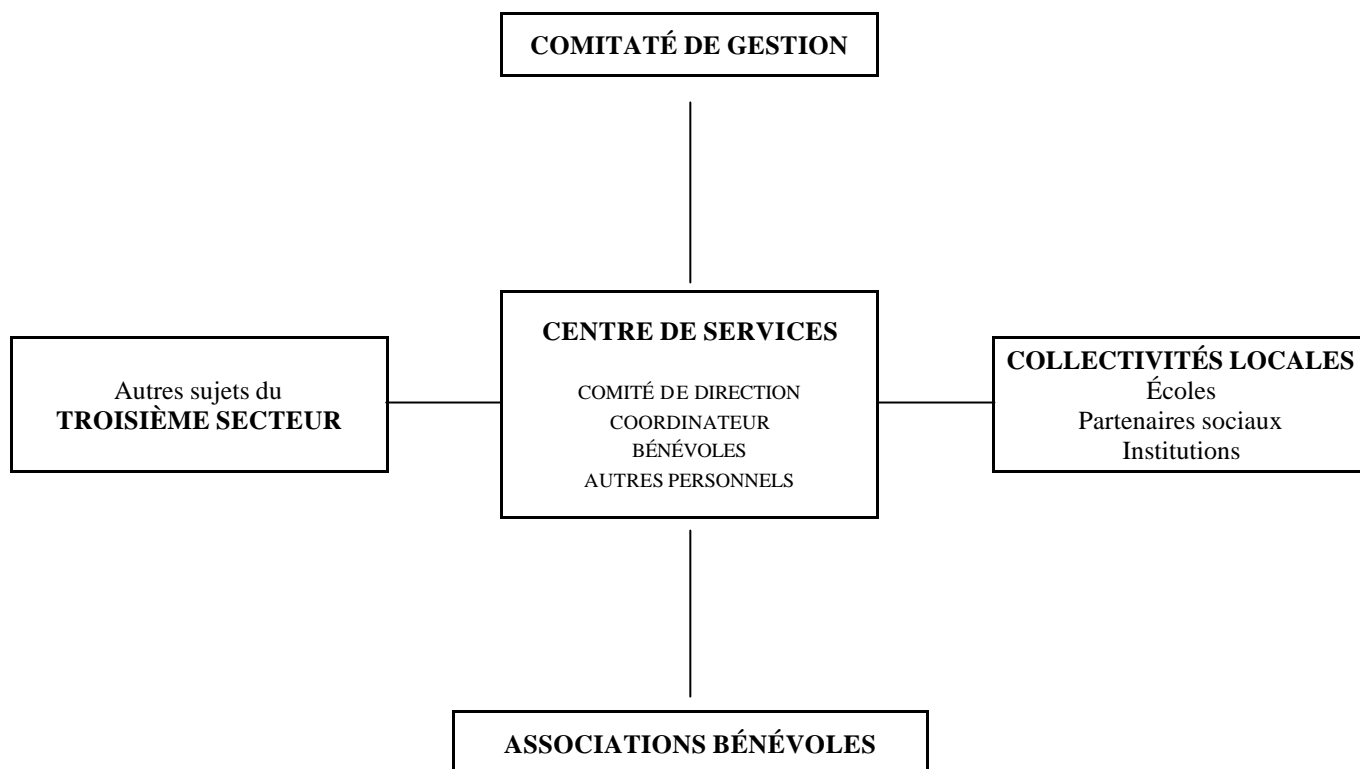 COMITATÉ DE GESTION
CENTRE DE SERVICES
COMITÉ DE DIRECTION
COORDINATEUR
BÉNÉVOLES
AUTRES PERSONNELS
Autres sujets du
TROISIÈME SECTEUR
COLLECTIVITÉS LOCALES
Écoles
Partenaires sociaux
Institutions
ASSOCIATIONS BÉNÉVOLES